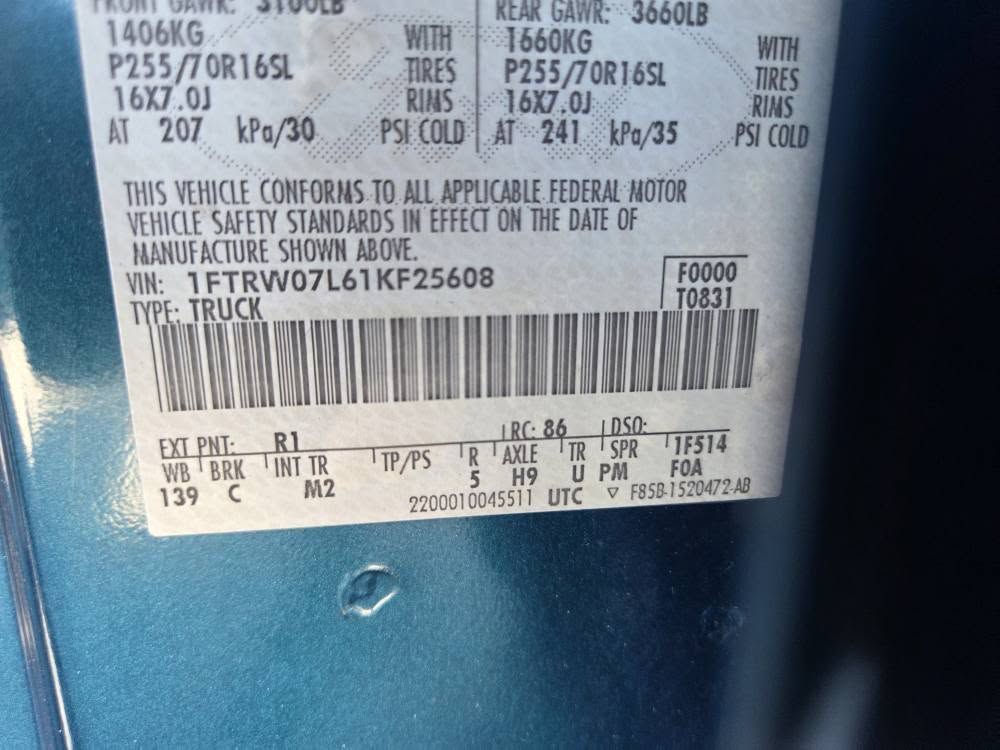 FRONT GAWR: 3100LB
1406KG WITH
P255/70R16SL TIRES
16X7.0J RIMS
AT 207 kPa/30 PSI COLD
REAR GAWR: 3660LB
1660KG WITH
P255/70R16SL TIRES
16X7.0J RIMS
AT 241 kPa/35 PSI COLD
THIS VEHICLE CONFORMS TO ALL APPLICABLE FEDERAL MOTOR
VEHICLE SAFETY STANDARDS IN EFFECT ON THE DATE OF
MANUFACTURE SHOWN ABOVE.
VIN: 1FTRW07L61KF25608 F0000
TYPE: TRUCK T0831
EXT PNT: R1 RC: 86 DSO:
WB BRK INT TR TP/PS R AXLE TR SPR 1F514
139 C M2 5 H9 U PM F0A
2200010045511 UTC ▽ F85B-1520472-AB